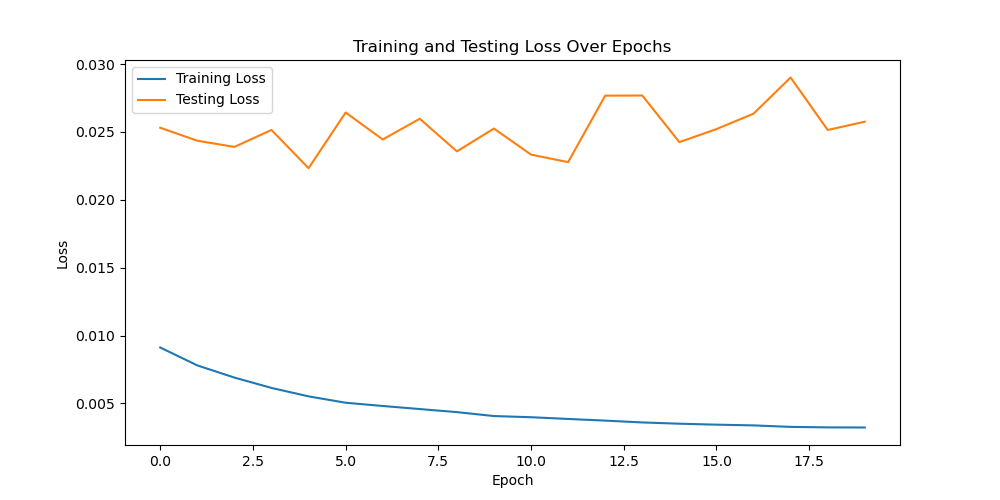 Training and Testing Loss Over Epochs
0.030
Training Loss
Testing Loss
0.025
0.020
Loss
0.015
0.010
0.005
0.0 2.5 5.0 7.5 10.0 12.5 15.0 17.5
Epoch